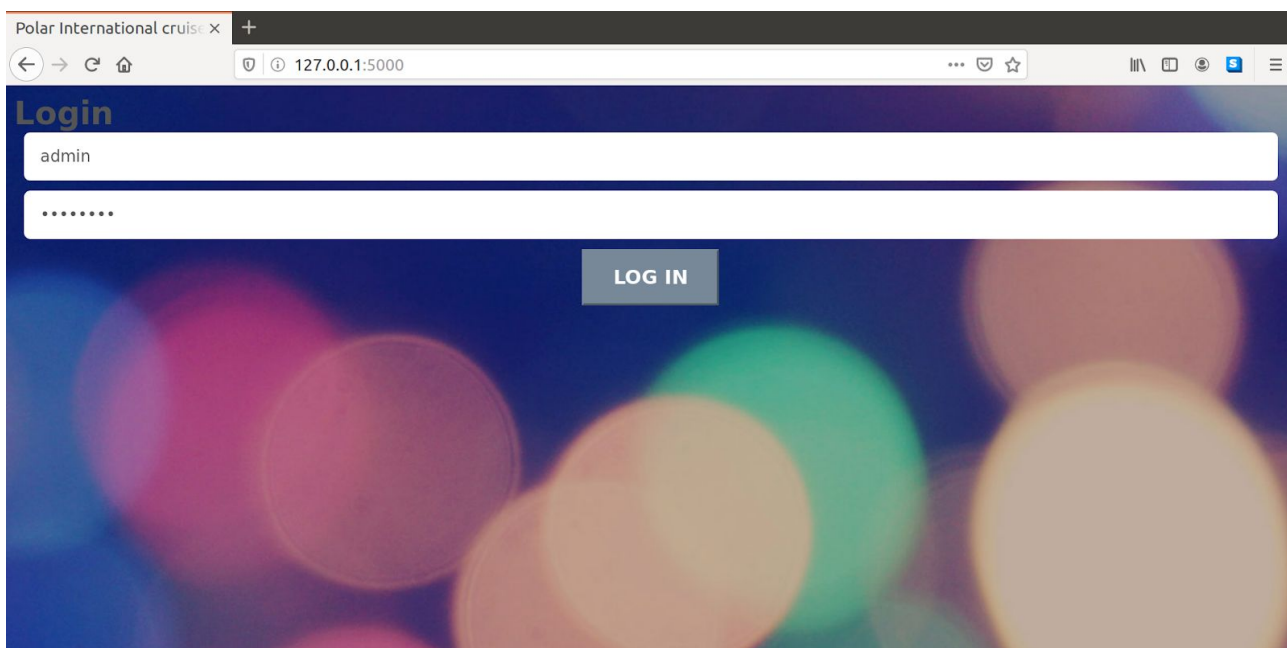 Polar International cruise
127.0.0.1:5000
Login
admin
••••••••
LOG IN